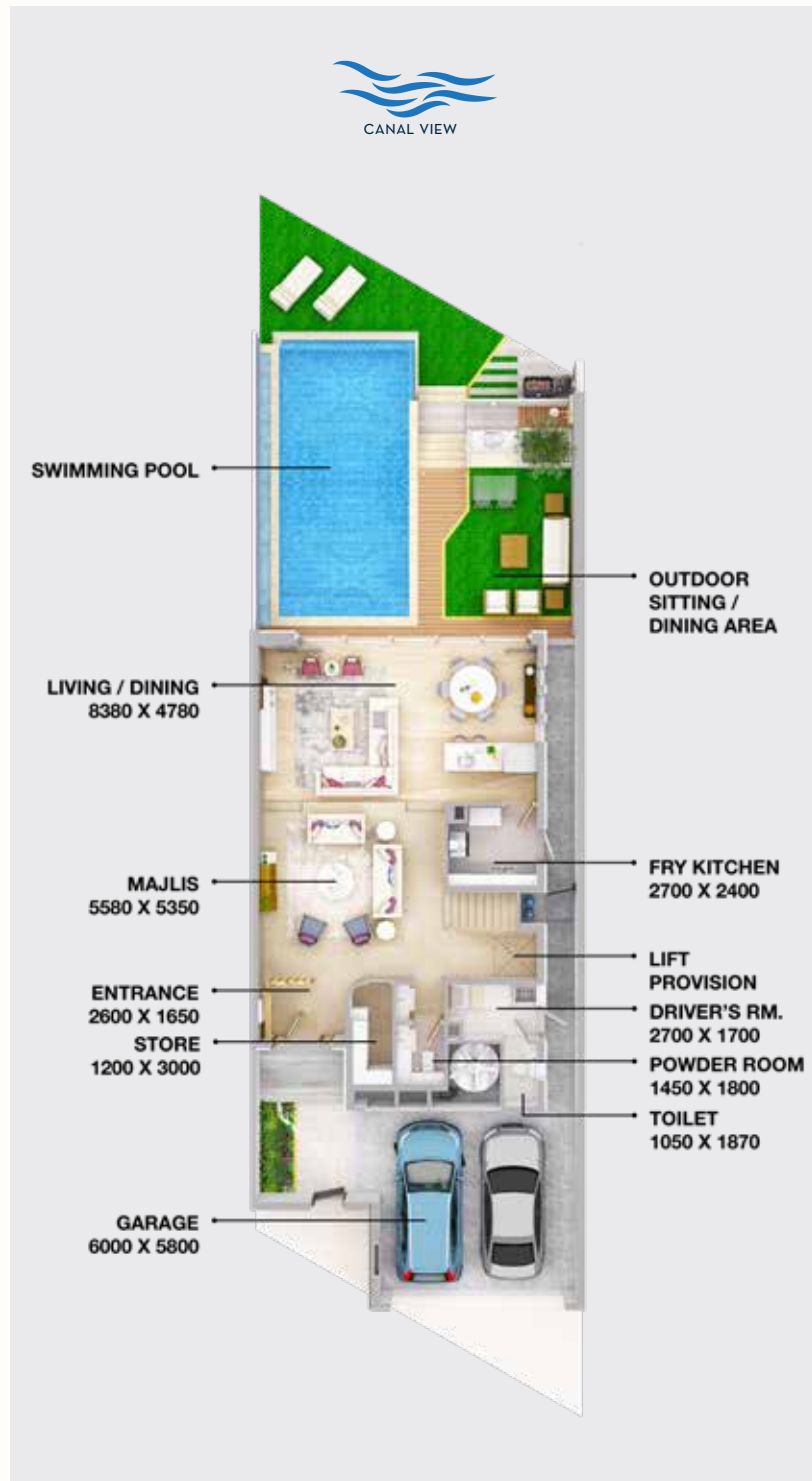 CANAL VIEW
SWIMMING POOL
OUTDOOR
SITTING /
DINING AREA
LIVING / DINING
8380 X 4780
MAJLIS
5580 X 5350
FRY KITCHEN
2700 X 2400
LIFT
PROVISION
ENTRANCE
2600 X 1650
DRIVER'S RM.
2700 X 1700
STORE
1200 X 3000
POWDER ROOM
1450 X 1800
TOILET
1050 X 1870
GARAGE
6000 X 5800